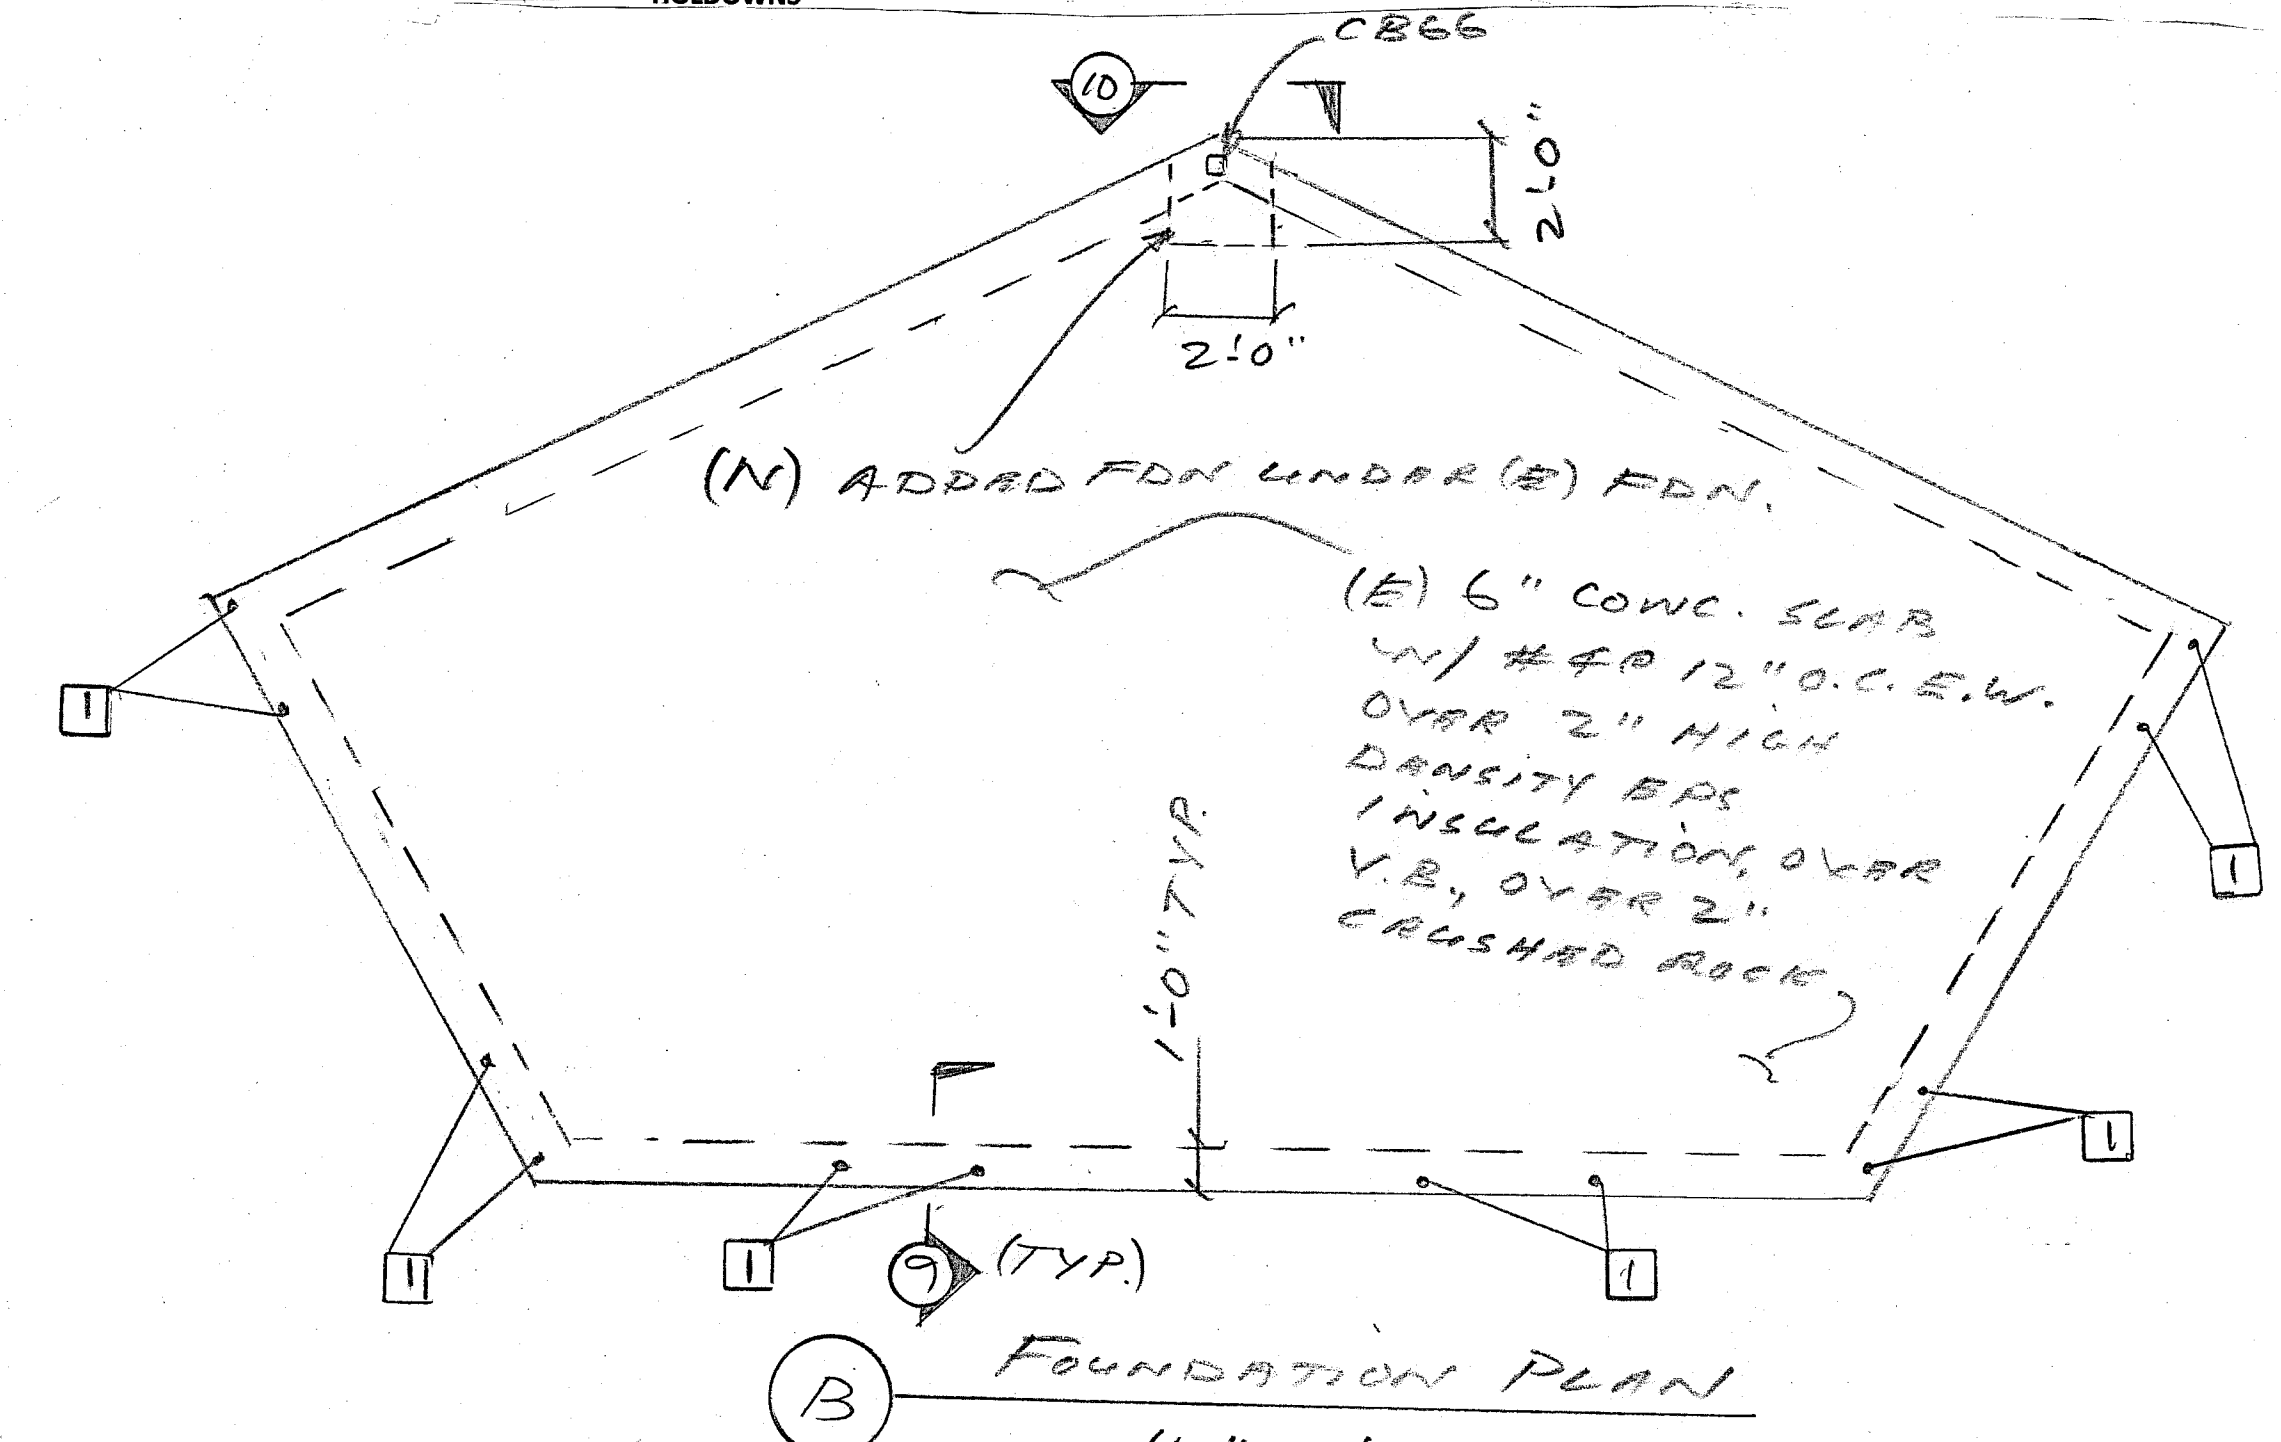 HOLDOWNS
CB66
10
2'-0"
2'-0"
(N) ADDED FDN UNDER (E) FDN.
(E) 6" CONC. SLAB
W/ #4@ 12" O.C. E.W.
OVER 2" HIGH
DENSITY EPS
INSULATION, OVER
V.B., OVER 2"
CRUSHED ROCK
1
1
1'-0" TYP.
1
1
1
1
9 (TYP.)
B FOUNDATION PLAN